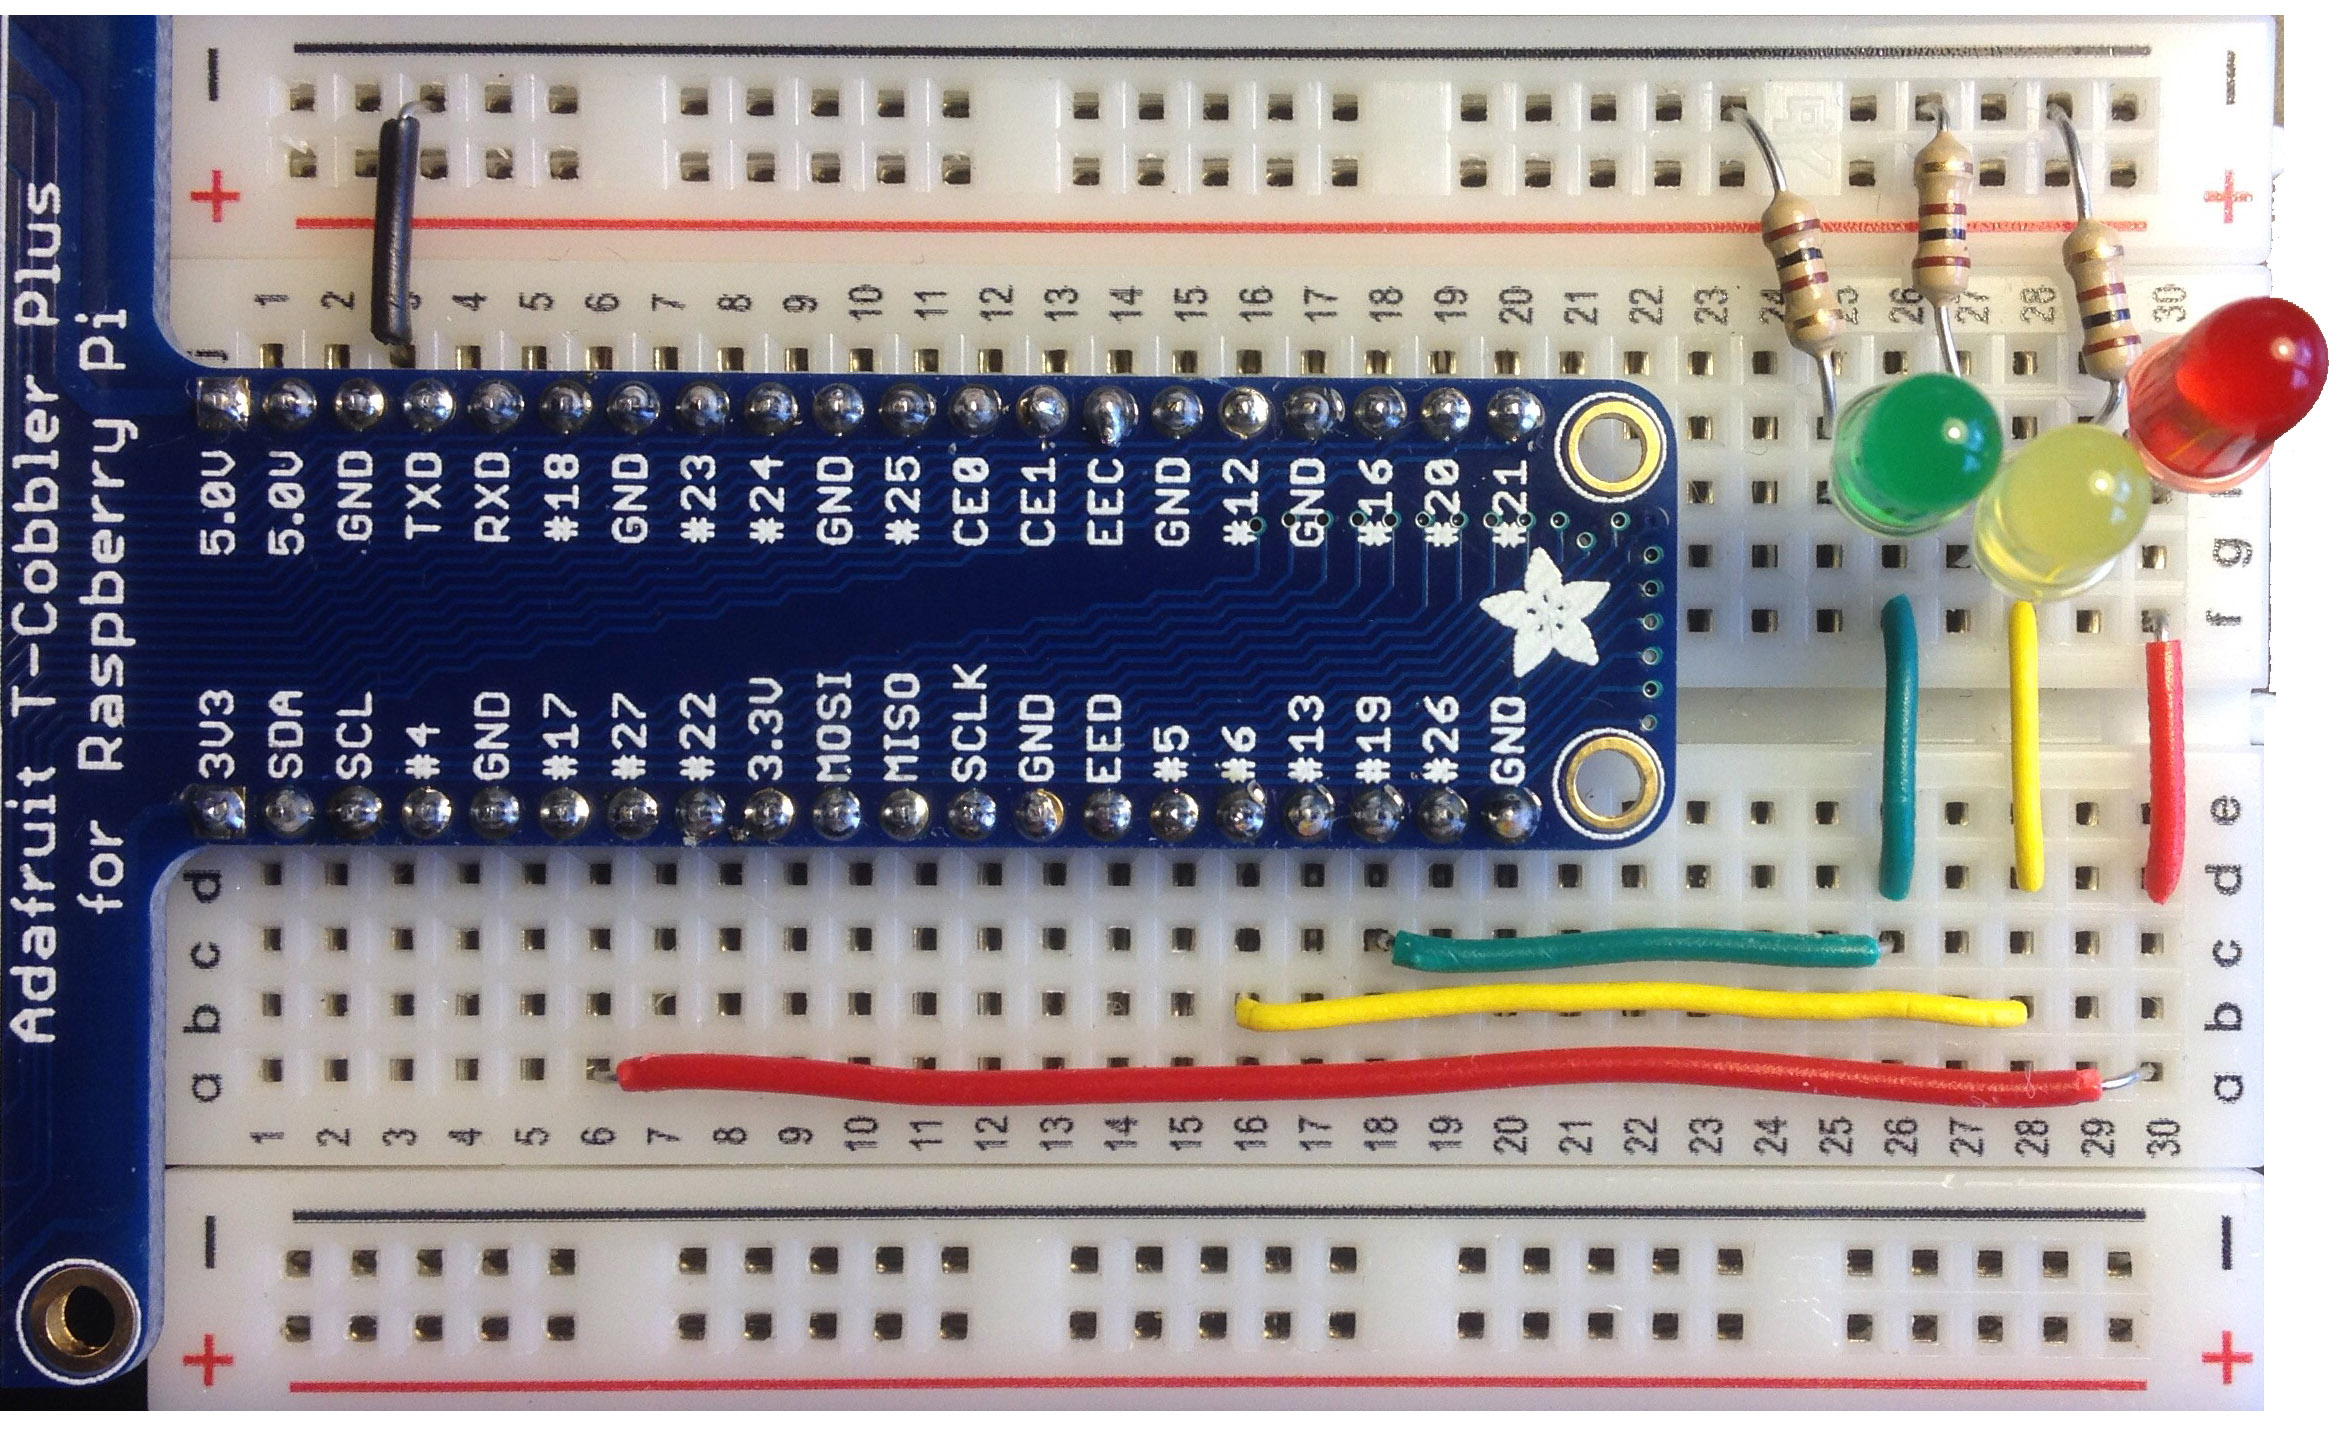 Adafruit T-Cobbler Plus
for Raspberry Pi
− −
+ +
1 2 3 4 5 6 7 8 9 10 11 12 13 14 15 16 17 18 19 20 21 22 23 24 25 26 27 28 30
j
5.0V 5.0V GND TXD RXD #18 GND #23 #24 GND #25 CE0 CE1 EEC GND #12 GND #16 #20 #21
g
f
3V3 SDA SCL #4 GND #17 #27 #22 3.3V MOSI MISO SCLK GND EED #5 #6 #13 #19 #26 GND
e
d d
c c
b b
a a
1 2 3 4 5 6 7 8 9 10 11 12 13 14 15 16 17 18 19 20 21 22 23 24 25 26 27 28 29 30
− −
+ +